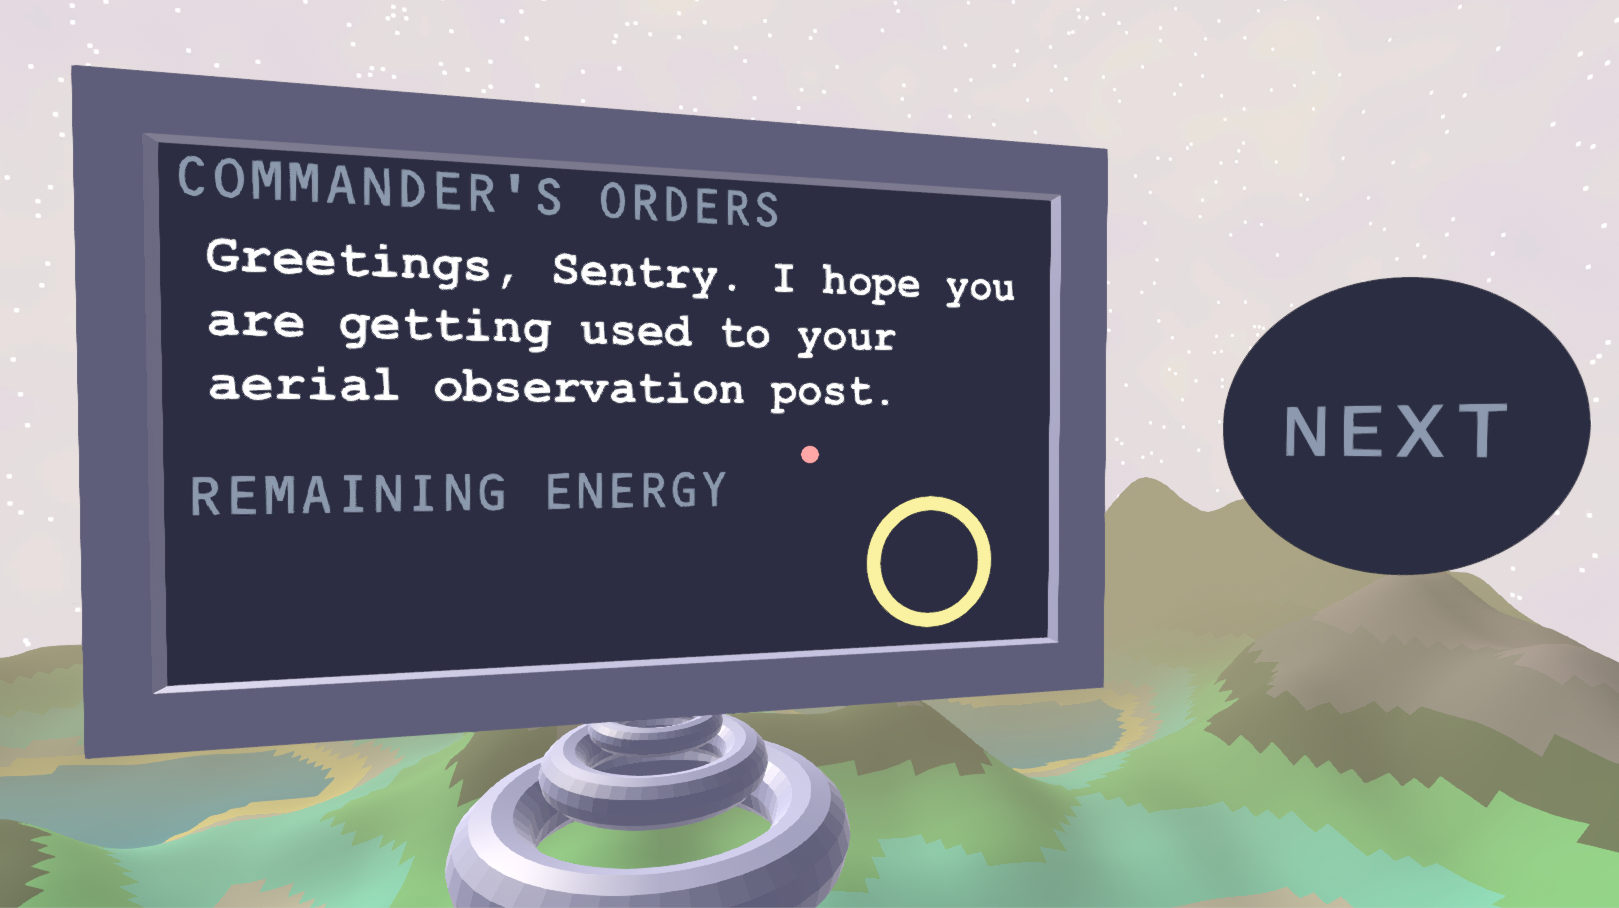 COMMANDER'S ORDERS
Greetings, Sentry. I hope you
are getting used to your
aerial observation post.
REMAINING ENERGY
NEXT